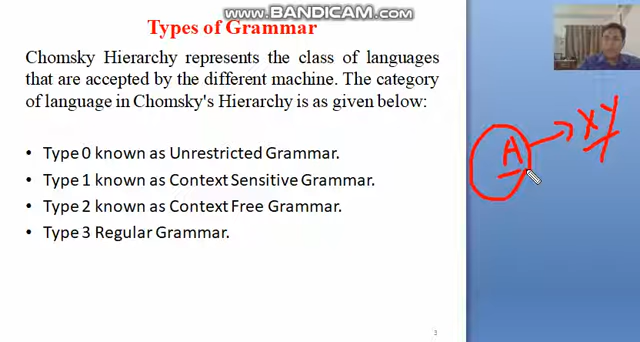 www.BANDICAM.com
Types of Grammar
Chomsky Hierarchy represents the class of languages
that are accepted by the different machine. The category
of language in Chomsky's Hierarchy is as given below:
• Type 0 known as Unrestricted Grammar.
• Type 1 known as Context Sensitive Grammar.
• Type 2 known as Context Free Grammar.
• Type 3 Regular Grammar.
A → XY
3